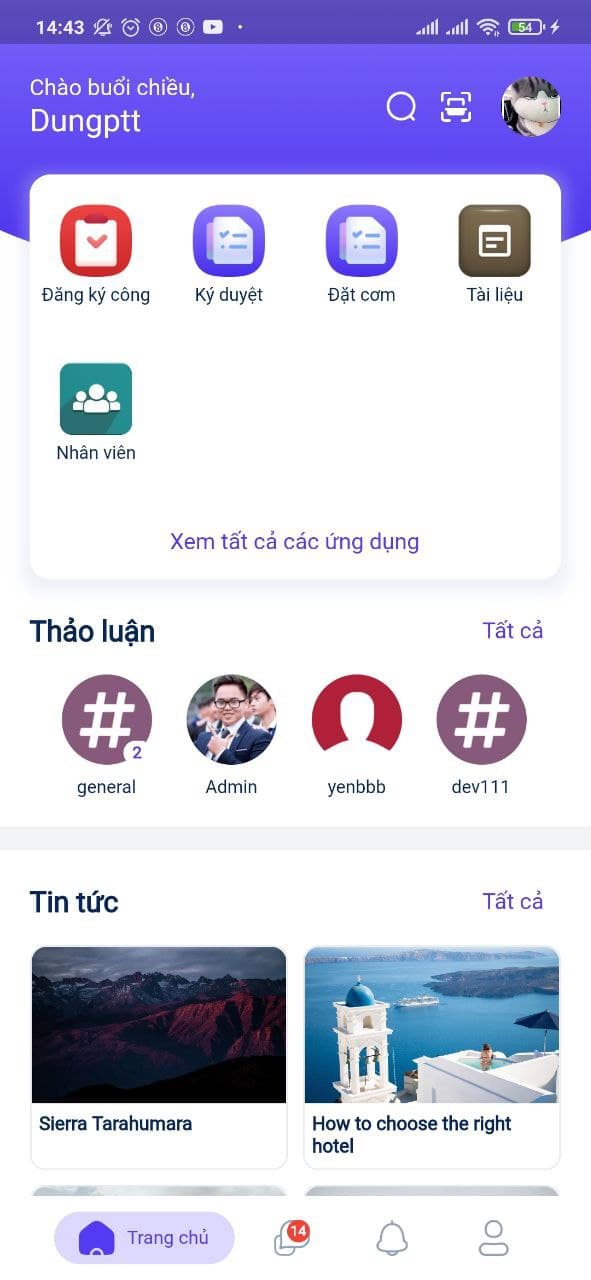 14:43
54
Chào buổi chiều,
Dungptt
Đăng ký công
Ký duyệt
Đặt cơm
Tài liệu
Nhân viên
Xem tất cả các ứng dụng
Thảo luận
Tất cả
2
general
Admin
yenbbb
dev111
Tin tức
Tất cả
Sierra Tarahumara
How to choose the right
hotel
Trang chủ
14